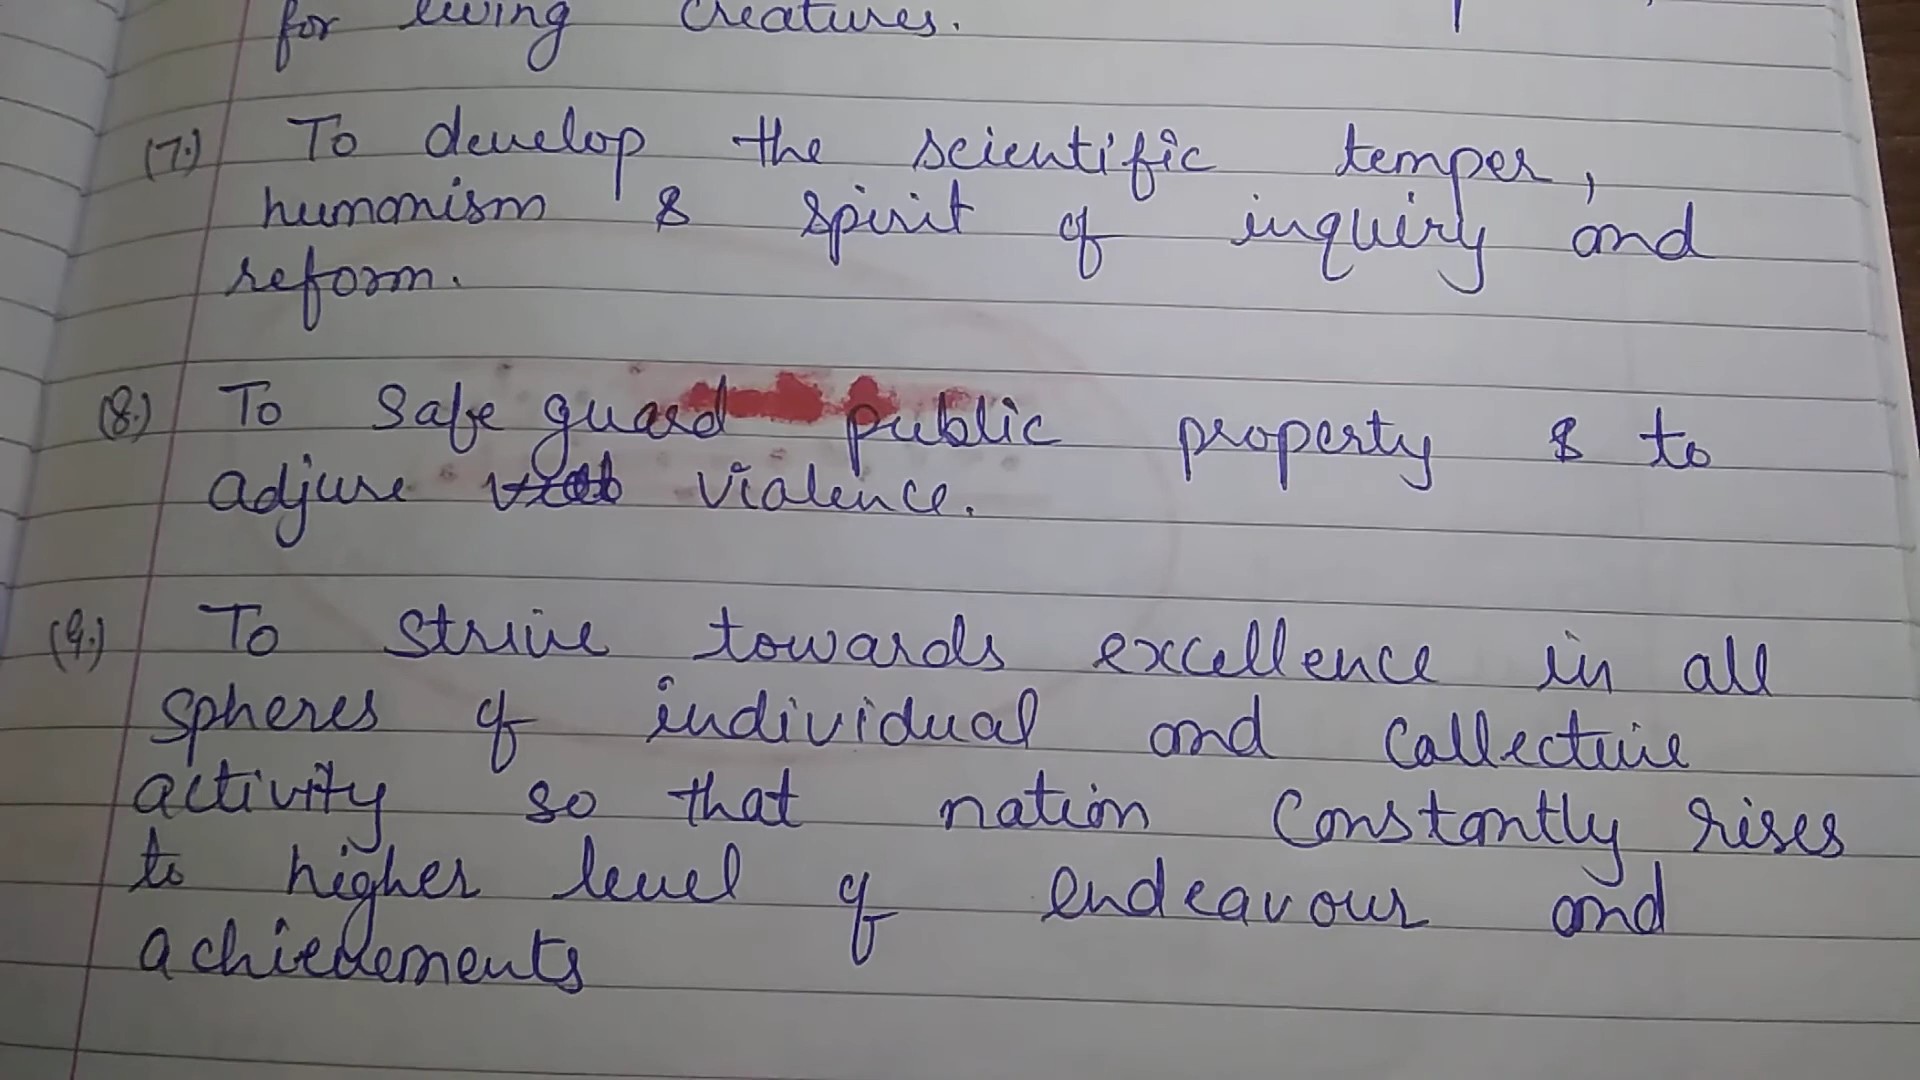 for living creatures.
(7.) To develop the scientific temper,
humanism & spirit of inquiry and
reform.
(8.) To safe guard public property & to
adjure violence.
(9.) To strive towards excellence in all
spheres of individual and collective
activity so that nation constantly rises
to higher level of endeavour and
achievements